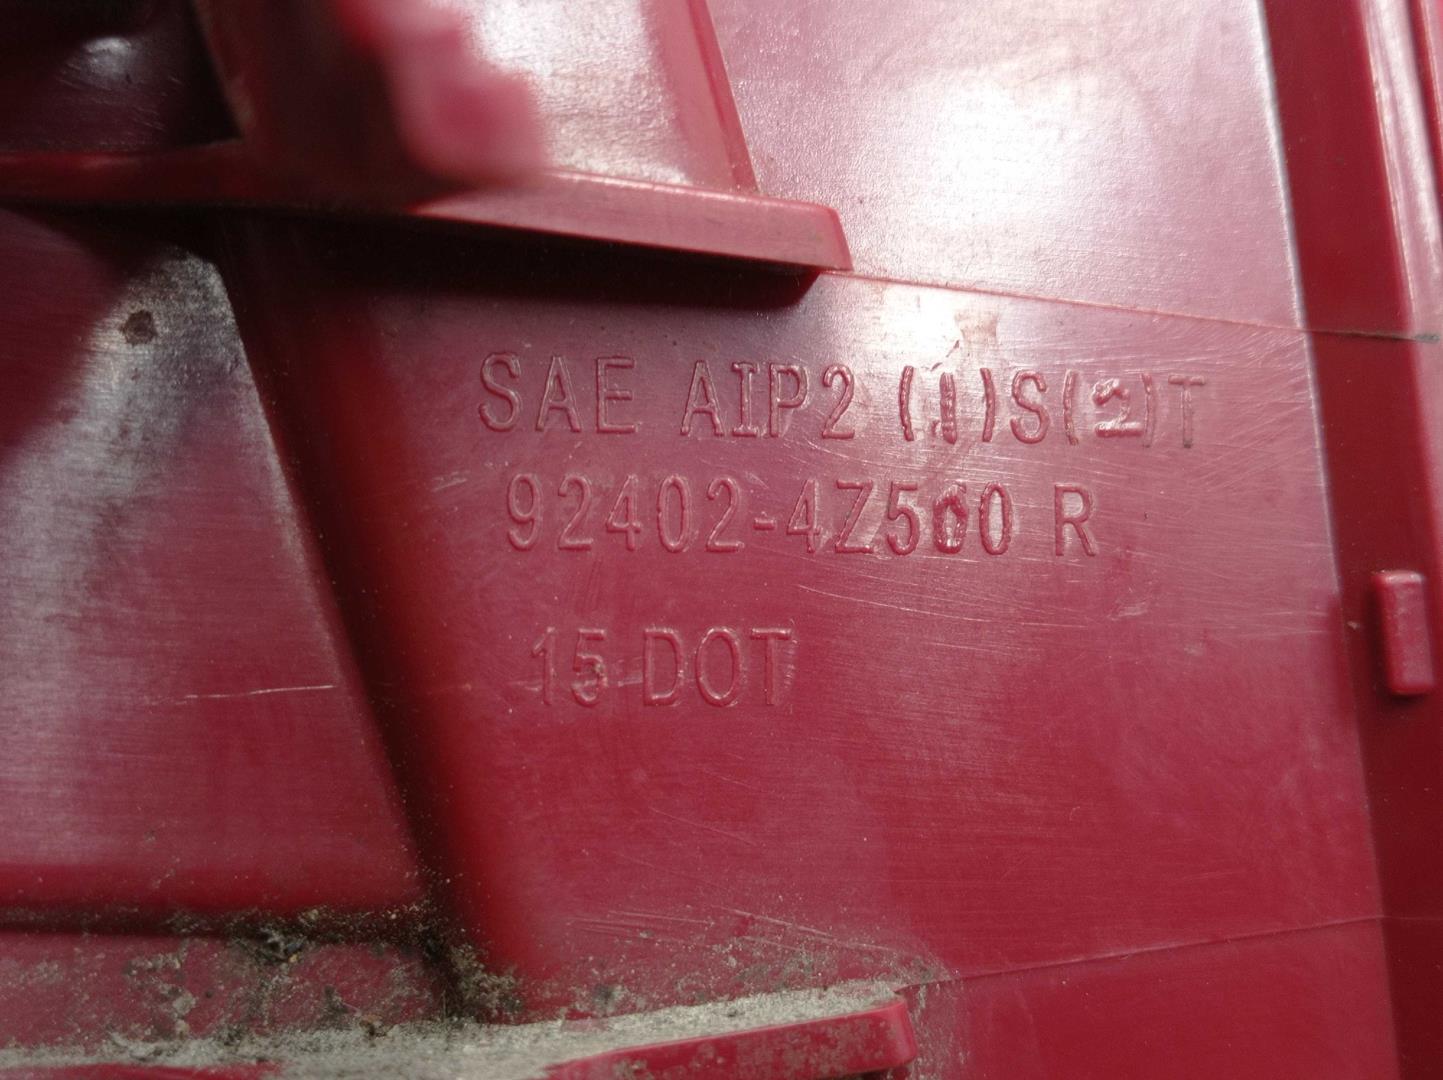 SAE AIP2 (1)S(2)T
92402-4Z500 R
15 DOT